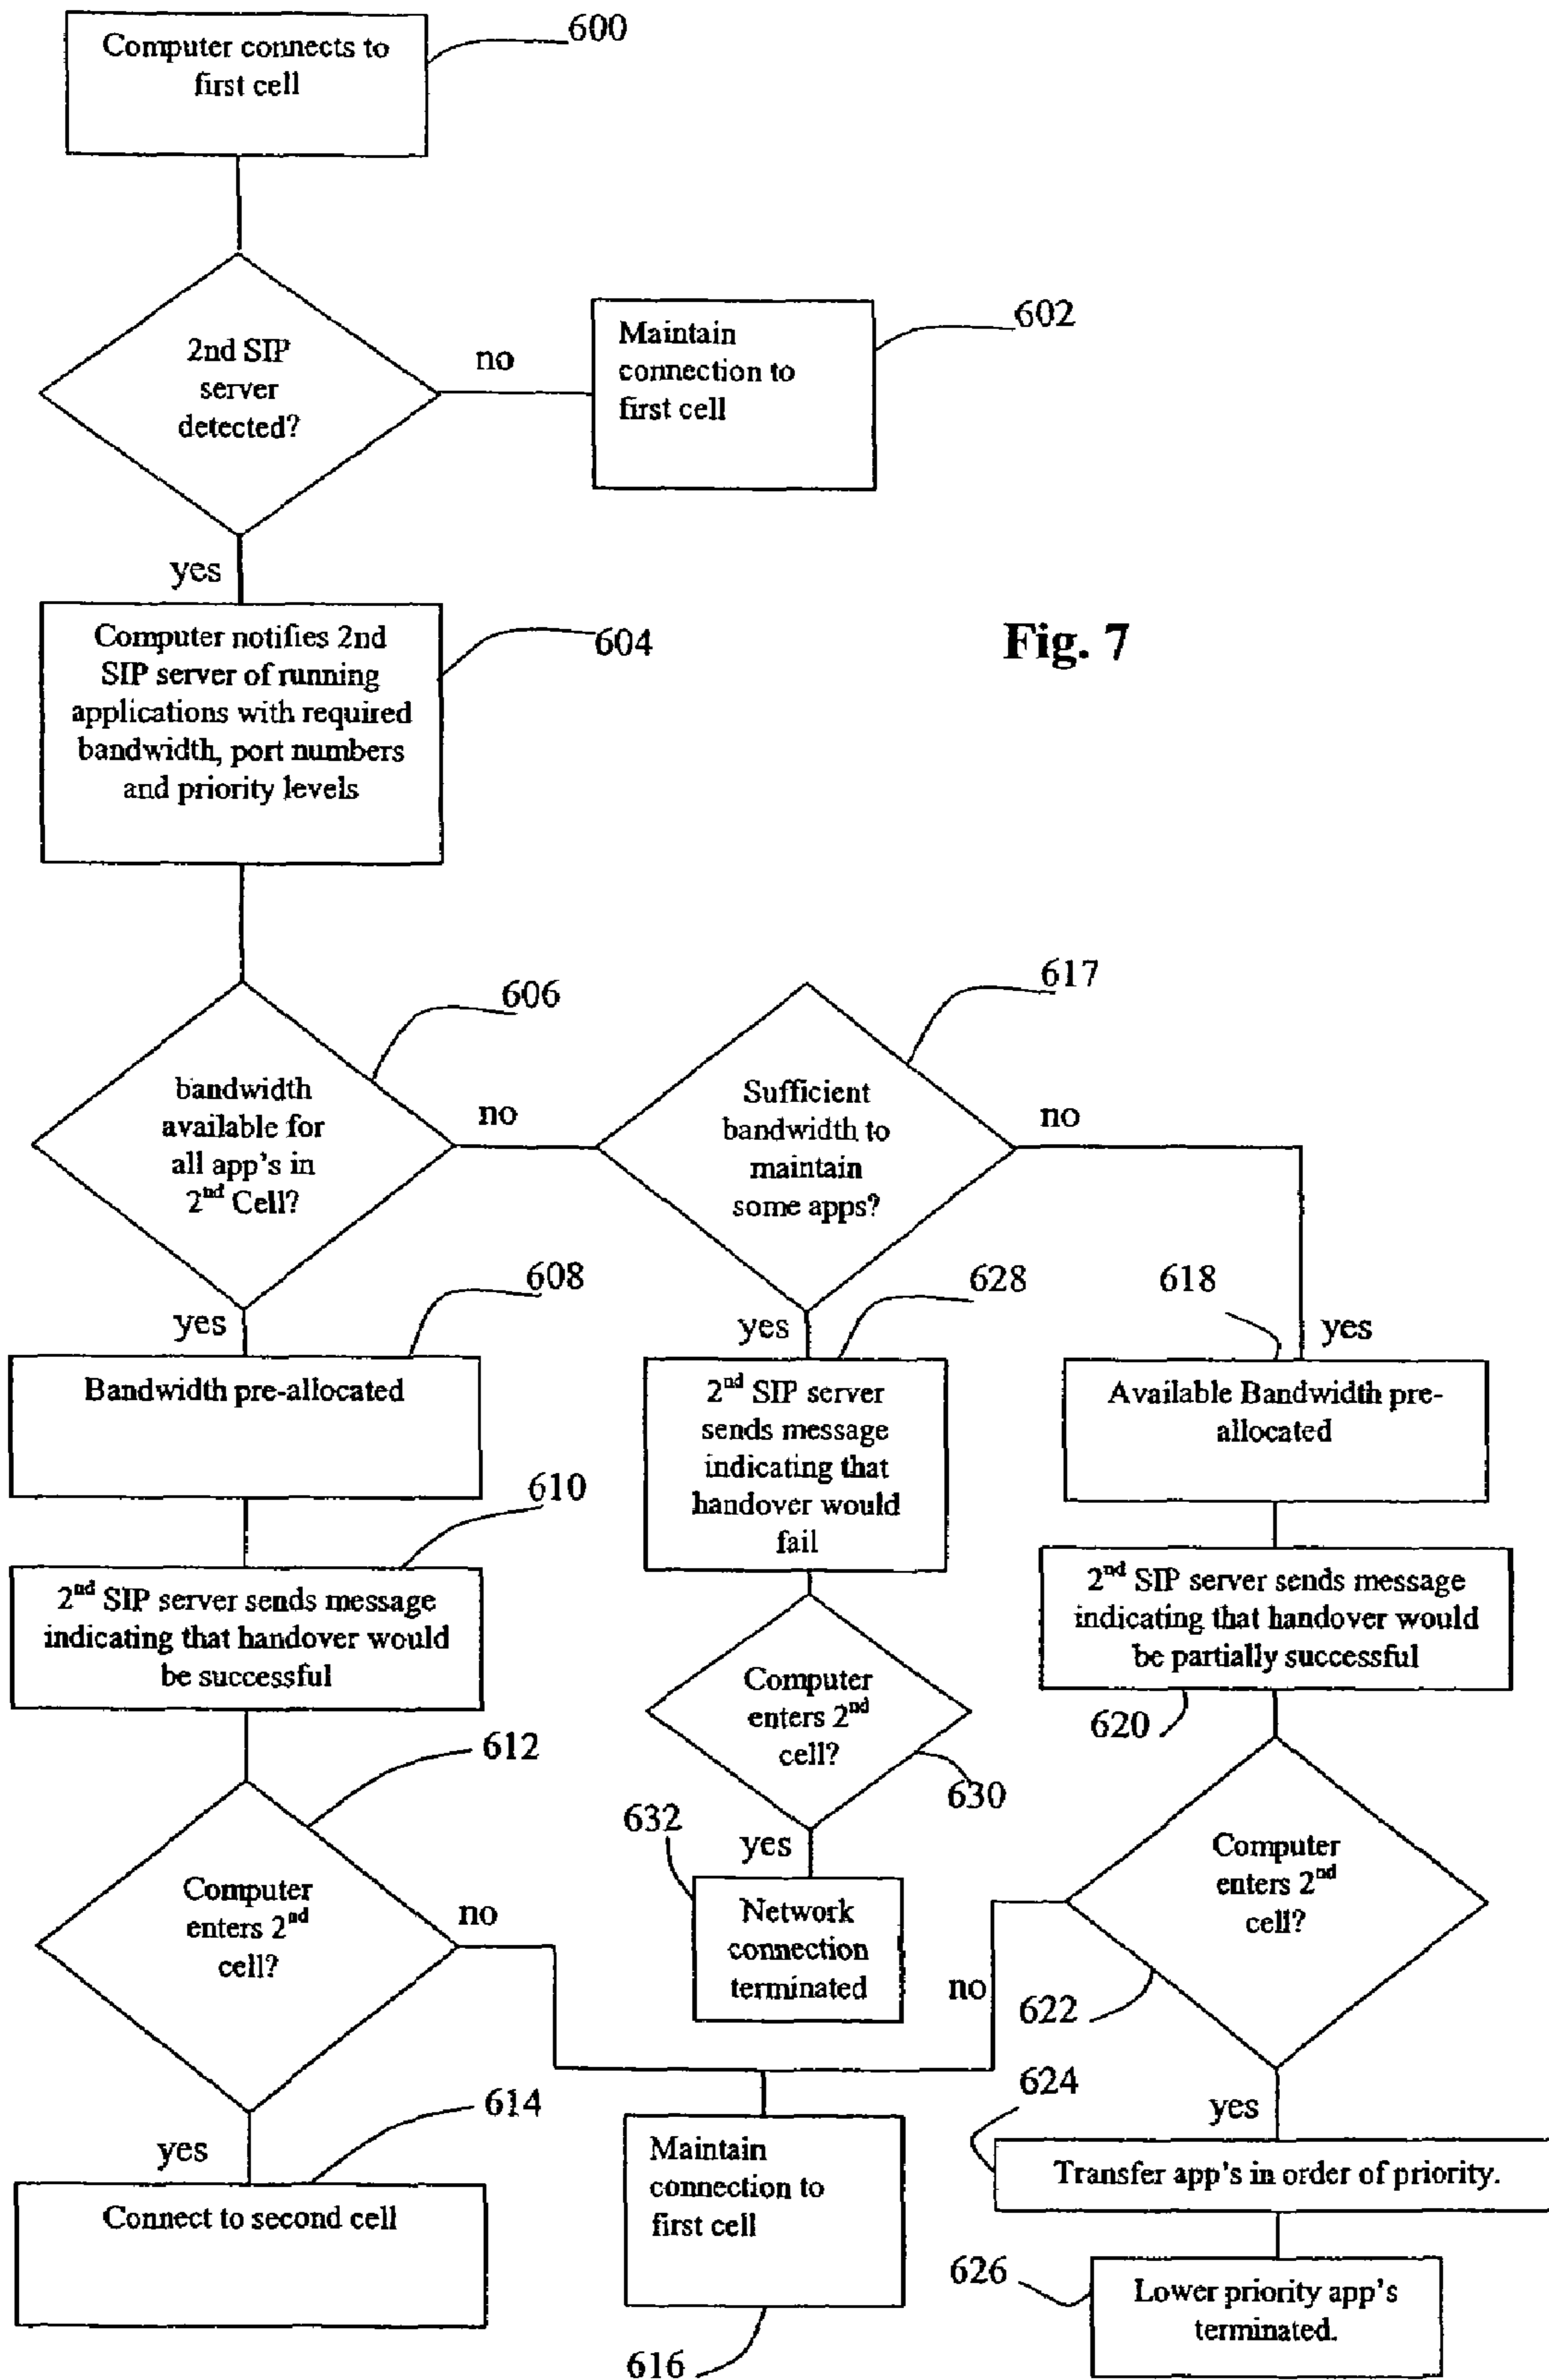 Computer connects to
first cell
600
2nd SIP
server
detected?
no
Maintain
connection to
first cell
602
yes
Computer notifies 2nd
SIP server of running
applications with required
bandwidth, port numbers
and priority levels
604
Fig. 7
bandwidth
available for
all app's in
2nd Cell?
606
no
Sufficient
bandwidth to
maintain
some apps?
617
no
yes
608
yes
628
618
yes
Bandwidth pre-allocated
2nd SIP server
sends message
indicating that
handover would
fail
Available Bandwidth pre-
allocated
610
2nd SIP server sends message
indicating that handover would
be successful
2nd SIP server sends message
indicating that handover would
be partially successful
620
612
Computer
enters 2nd
cell?
630
632
yes
Computer
enters 2nd
cell?
no
Network
connection
terminated
Computer
enters 2nd
cell?
no
622
624
yes
614
yes
Connect to second cell
Maintain
connection to
first cell
616
Transfer app's in order of priority.
626
Lower priority app's
terminated.